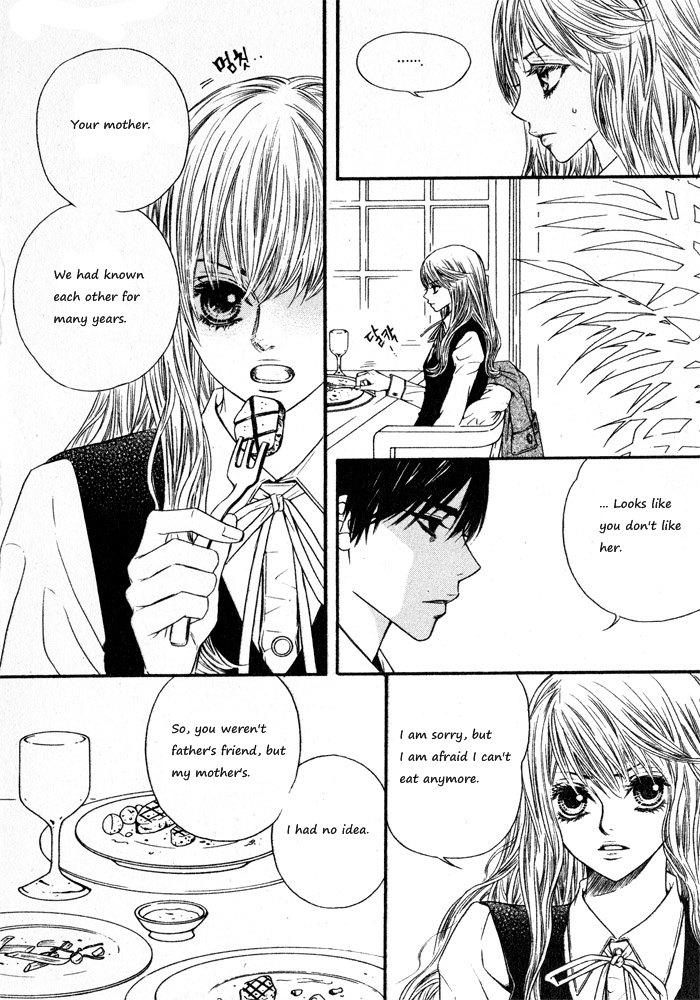 멈칫..
Your mother.
We had known
each other for
many years.
.......
달칵
... Looks like
you don't like
her.
So, you weren't
father's friend, but
my mother's.
I had no idea.
I am sorry, but
I am afraid I can't
eat anymore.